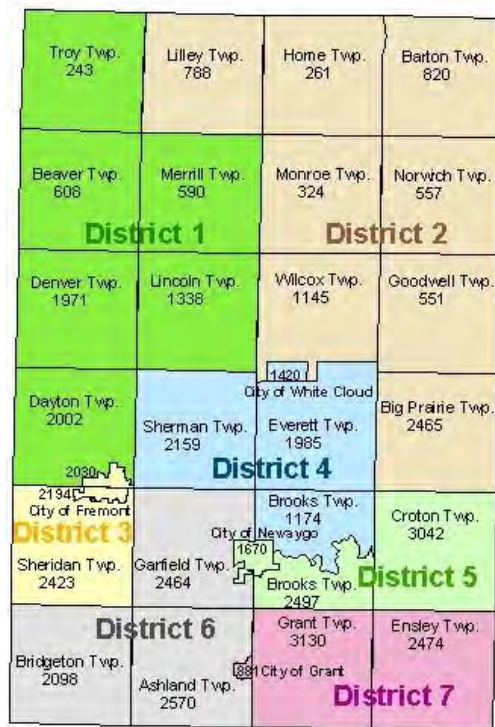 Troy Twp.
243
Lilley Twp.
788
Home Twp.
261
Barton Twp.
820
Beaver Twp.
608
Merrill Twp.
590
Monroe Twp.
324
Norwich Twp.
557
District 1
District 2
Denver Twp.
1971
Lincoln Twp.
1338
Wilcox Twp.
1145
Goodwell Twp.
551
1420
City of White Cloud
Dayton Twp.
2002
Sherman Twp.
2159
Everett Twp.
1985
Big Prairie Twp.
2465
District 4
2030
2194
City of Fremont
District 3
Brooks Twp.
1174
City of Newaygo
1670
Croton Twp.
3042
Sheridan Twp.
2423
Garfield Twp.
2464
Brooks Twp.
2497
District 5
District 6
Grant Twp.
3130
Ensley Twp.
2474
Bridgeton Twp.
2098
Ashland Twp.
2570
881 City of Grant
District 7